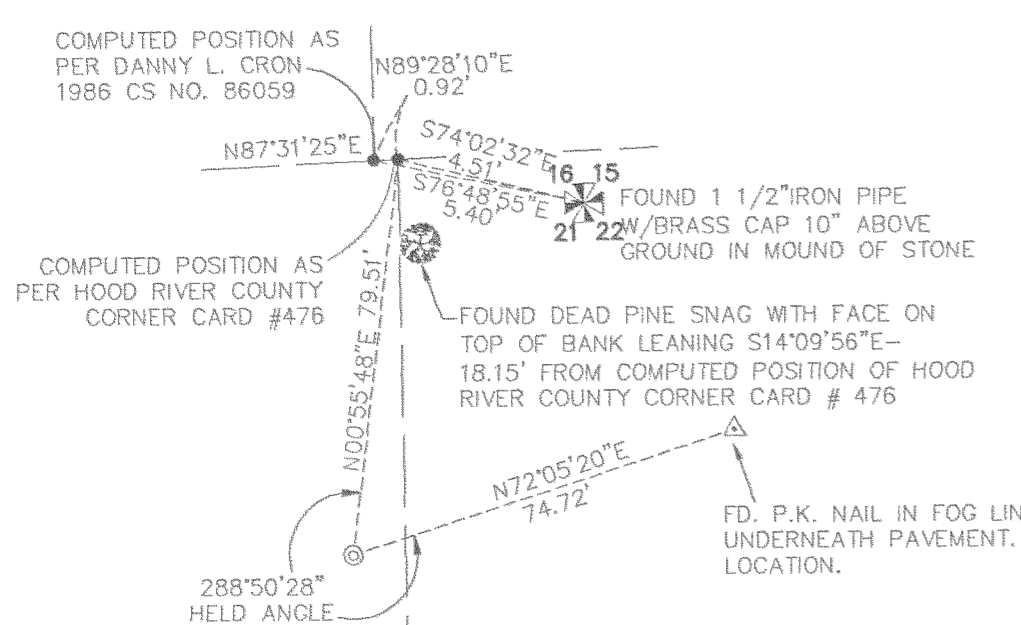 COMPUTED POSITION AS
PER DANNY L. CRON
1986 CS NO. 86059
N89°28'10"E
0.92'
N87°31'25"E
S74°02'32"E
4.51'
S76°48'55"E
5.40'
16 15
21 22
FOUND 1 1/2"IRON PIPE
W/BRASS CAP 10" ABOVE
GROUND IN MOUND OF STONE
COMPUTED POSITION AS
PER HOOD RIVER COUNTY
CORNER CARD #476
N00°55'48"E 79.51'
FOUND DEAD PINE SNAG WITH FACE ON
TOP OF BANK LEANING S14°09'56"E–
18.15' FROM COMPUTED POSITION OF HOOD
RIVER COUNTY CORNER CARD # 476
N72°05'20"E
74.72'
FD. P.K. NAIL IN FOG LIN
UNDERNEATH PAVEMENT.
LOCATION.
288°50'28"
HELD ANGLE